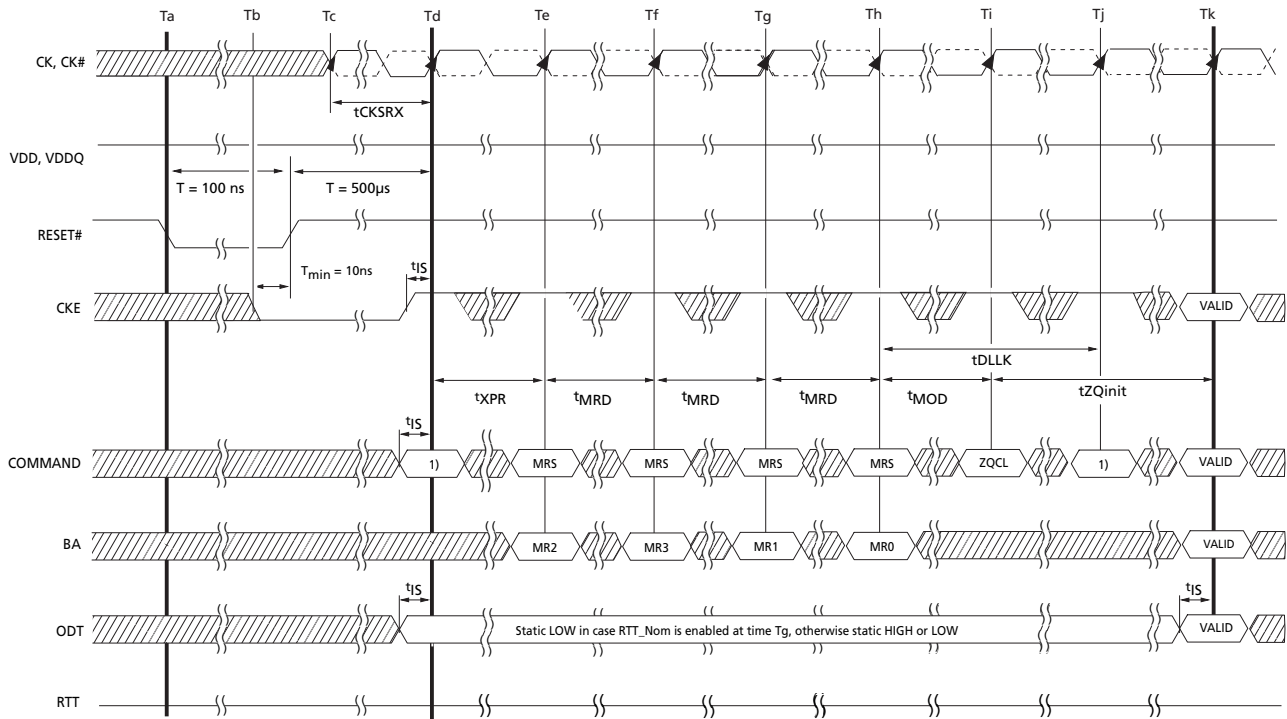 Ta Tb Tc Td Te Tf Tg Th Ti Tj Tk
CK, CK#
tCKSRX
VDD, VDDQ
T = 100 ns T = 500µs
RESET#
Tmin = 10ns tIS
CKE VALID
tDLLK
tXPR tMRD tMRD tMRD tMOD tZQinit
tIS
COMMAND 1) MRS MRS MRS MRS ZQCL 1) VALID
BA MR2 MR3 MR1 MR0 VALID
tIS tIS
ODT Static LOW in case RTT_Nom is enabled at time Tg, otherwise static HIGH or LOW VALID
RTT